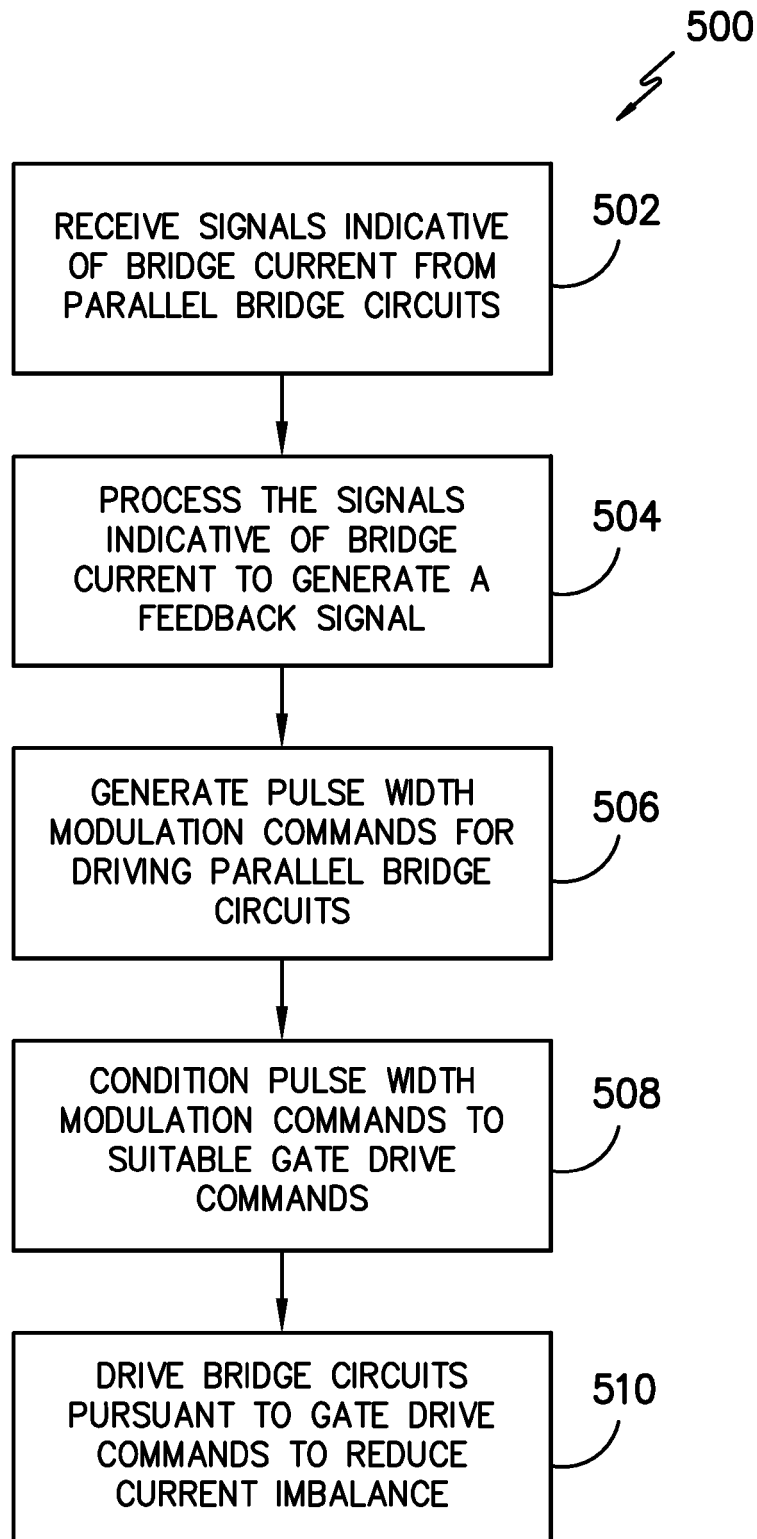 500
RECEIVE SIGNALS INDICATIVE
OF BRIDGE CURRENT FROM
PARALLEL BRIDGE CIRCUITS
502
PROCESS THE SIGNALS
INDICATIVE OF BRIDGE
CURRENT TO GENERATE A
FEEDBACK SIGNAL
504
GENERATE PULSE WIDTH
MODULATION COMMANDS FOR
DRIVING PARALLEL BRIDGE
CIRCUITS
506
CONDITION PULSE WIDTH
MODULATION COMMANDS TO
SUITABLE GATE DRIVE
COMMANDS
508
DRIVE BRIDGE CIRCUITS
PURSUANT TO GATE DRIVE
COMMANDS TO REDUCE
CURRENT IMBALANCE
510